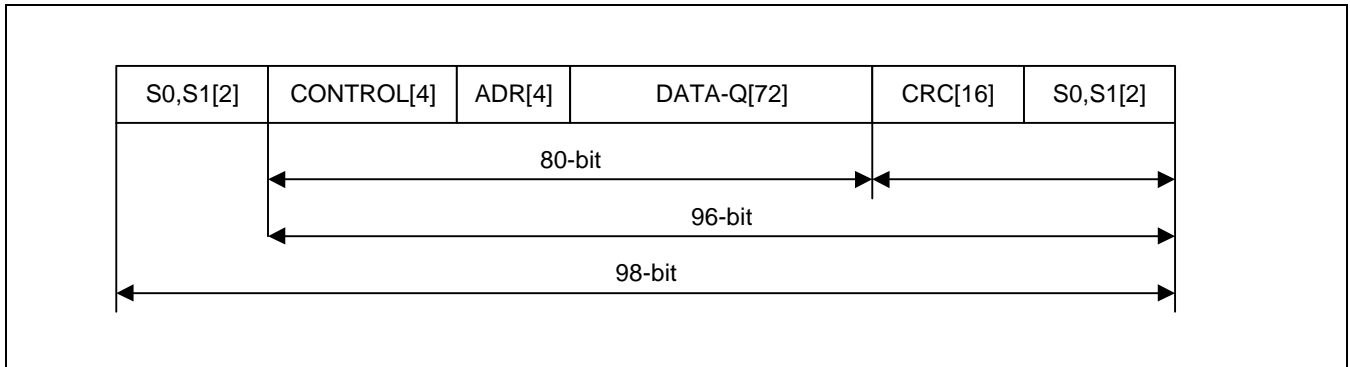 S0,S1[2] CONTROL[4] ADR[4] DATA-Q[72] CRC[16] S0,S1[2]
80-bit
96-bit
98-bit